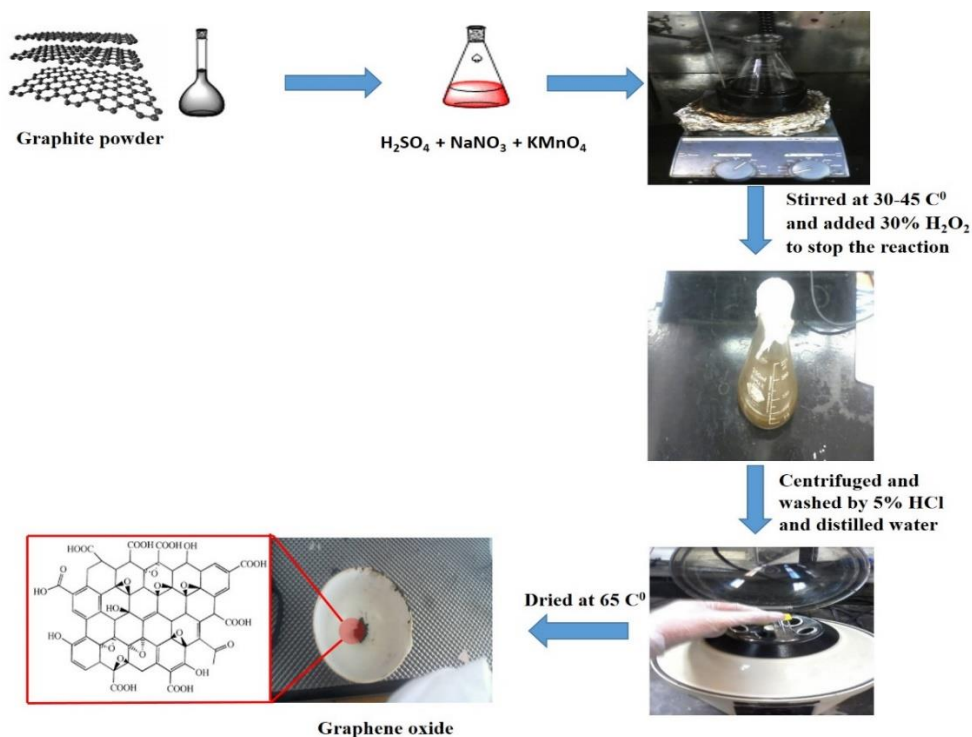 Graphite powder
H₂SO₄ + NaNO₃ + KMnO₄
Stirred at 30-45 C⁰
and added 30% H₂O₂
to stop the reaction
Centrifuged and
washed by 5% HCl
and distilled water
Dried at 65 C⁰
HOOC
COOH
COOH
OH
COOH
O
HO
O
O
O
O
O
HO
COOH
HO
O
O
O
O
O
O
OH
COOH
COOH
Graphene oxide